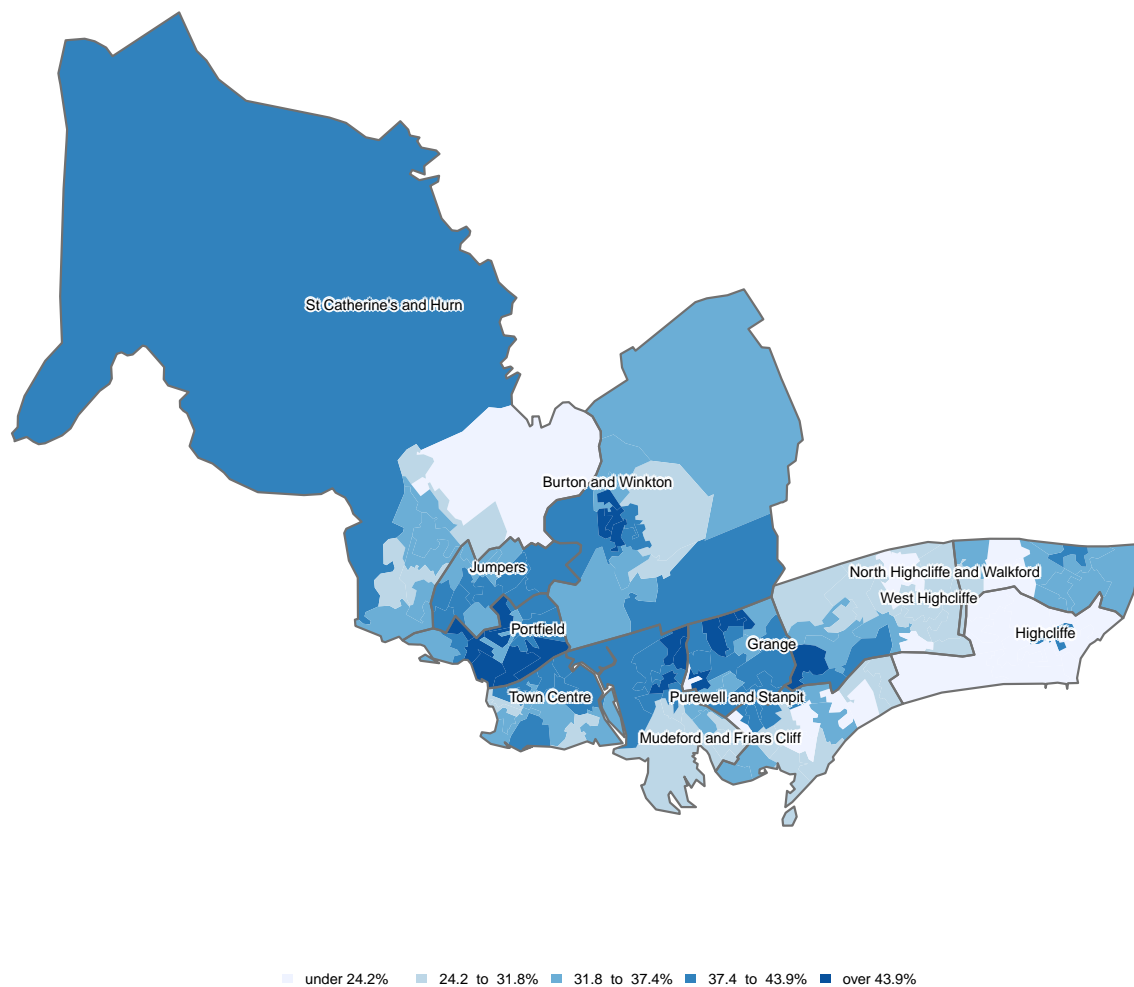 St Catherine's and Hurn
Burton and Winkton
Jumpers
North Highcliffe and Walkford
West Highcliffe
Portfield
Highcliffe
Grange
Town Centre
Purewell and Stanpit
Mudeford and Friars Cliff
under 24.2%
24.2 to 31.8%
31.8 to 37.4%
37.4 to 43.9%
over 43.9%